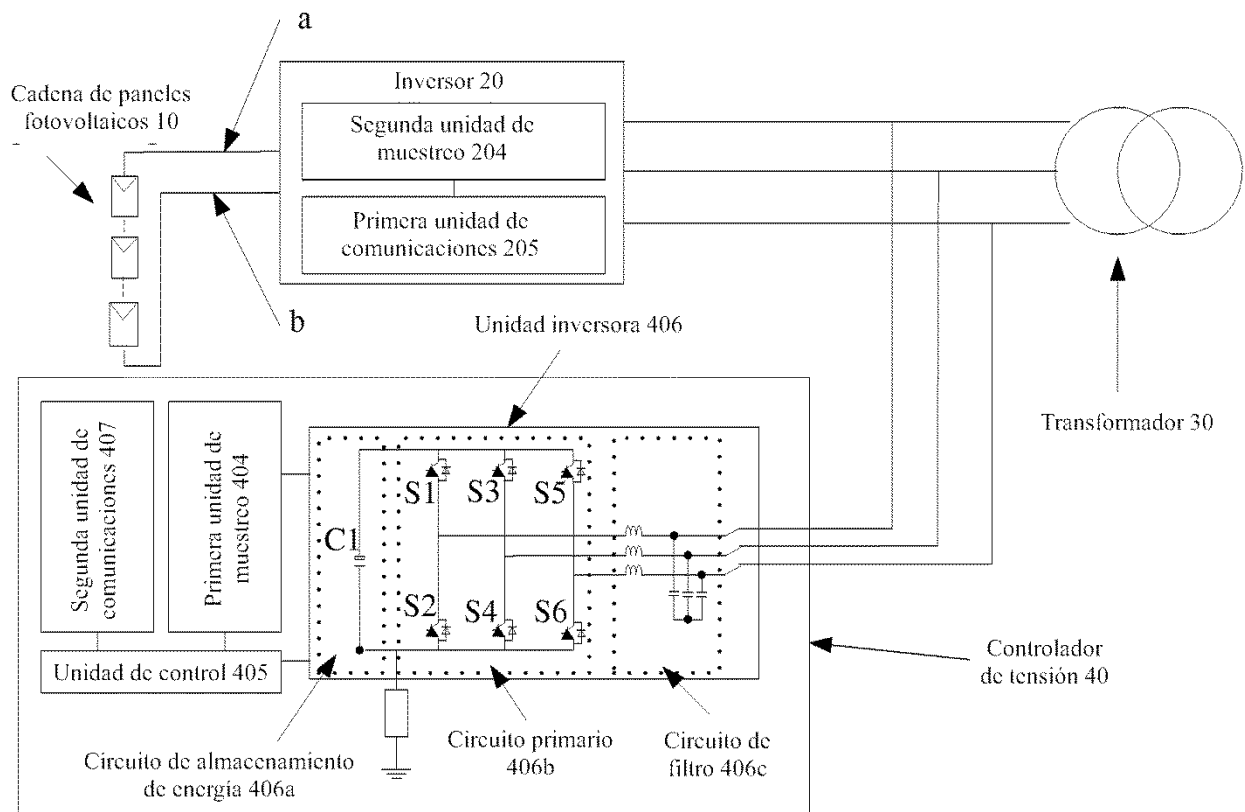 a
Cadena de paneles
fotovoltaicos 10
Inversor 20
Segunda unidad de
muestreo 204
Primera unidad de
comunicaciones 205
b
Unidad inversora 406
Transformador 30
Segunda unidad de
comunicaciones 407
Primera unidad de
muestreo 404
Unidad de control 405
C1
S1
S3
S5
S2
S4
S6
Controlador
de tensión 40
Circuito de almacenamiento
de energía 406a
Circuito primario
406b
Circuito de
filtro 406c